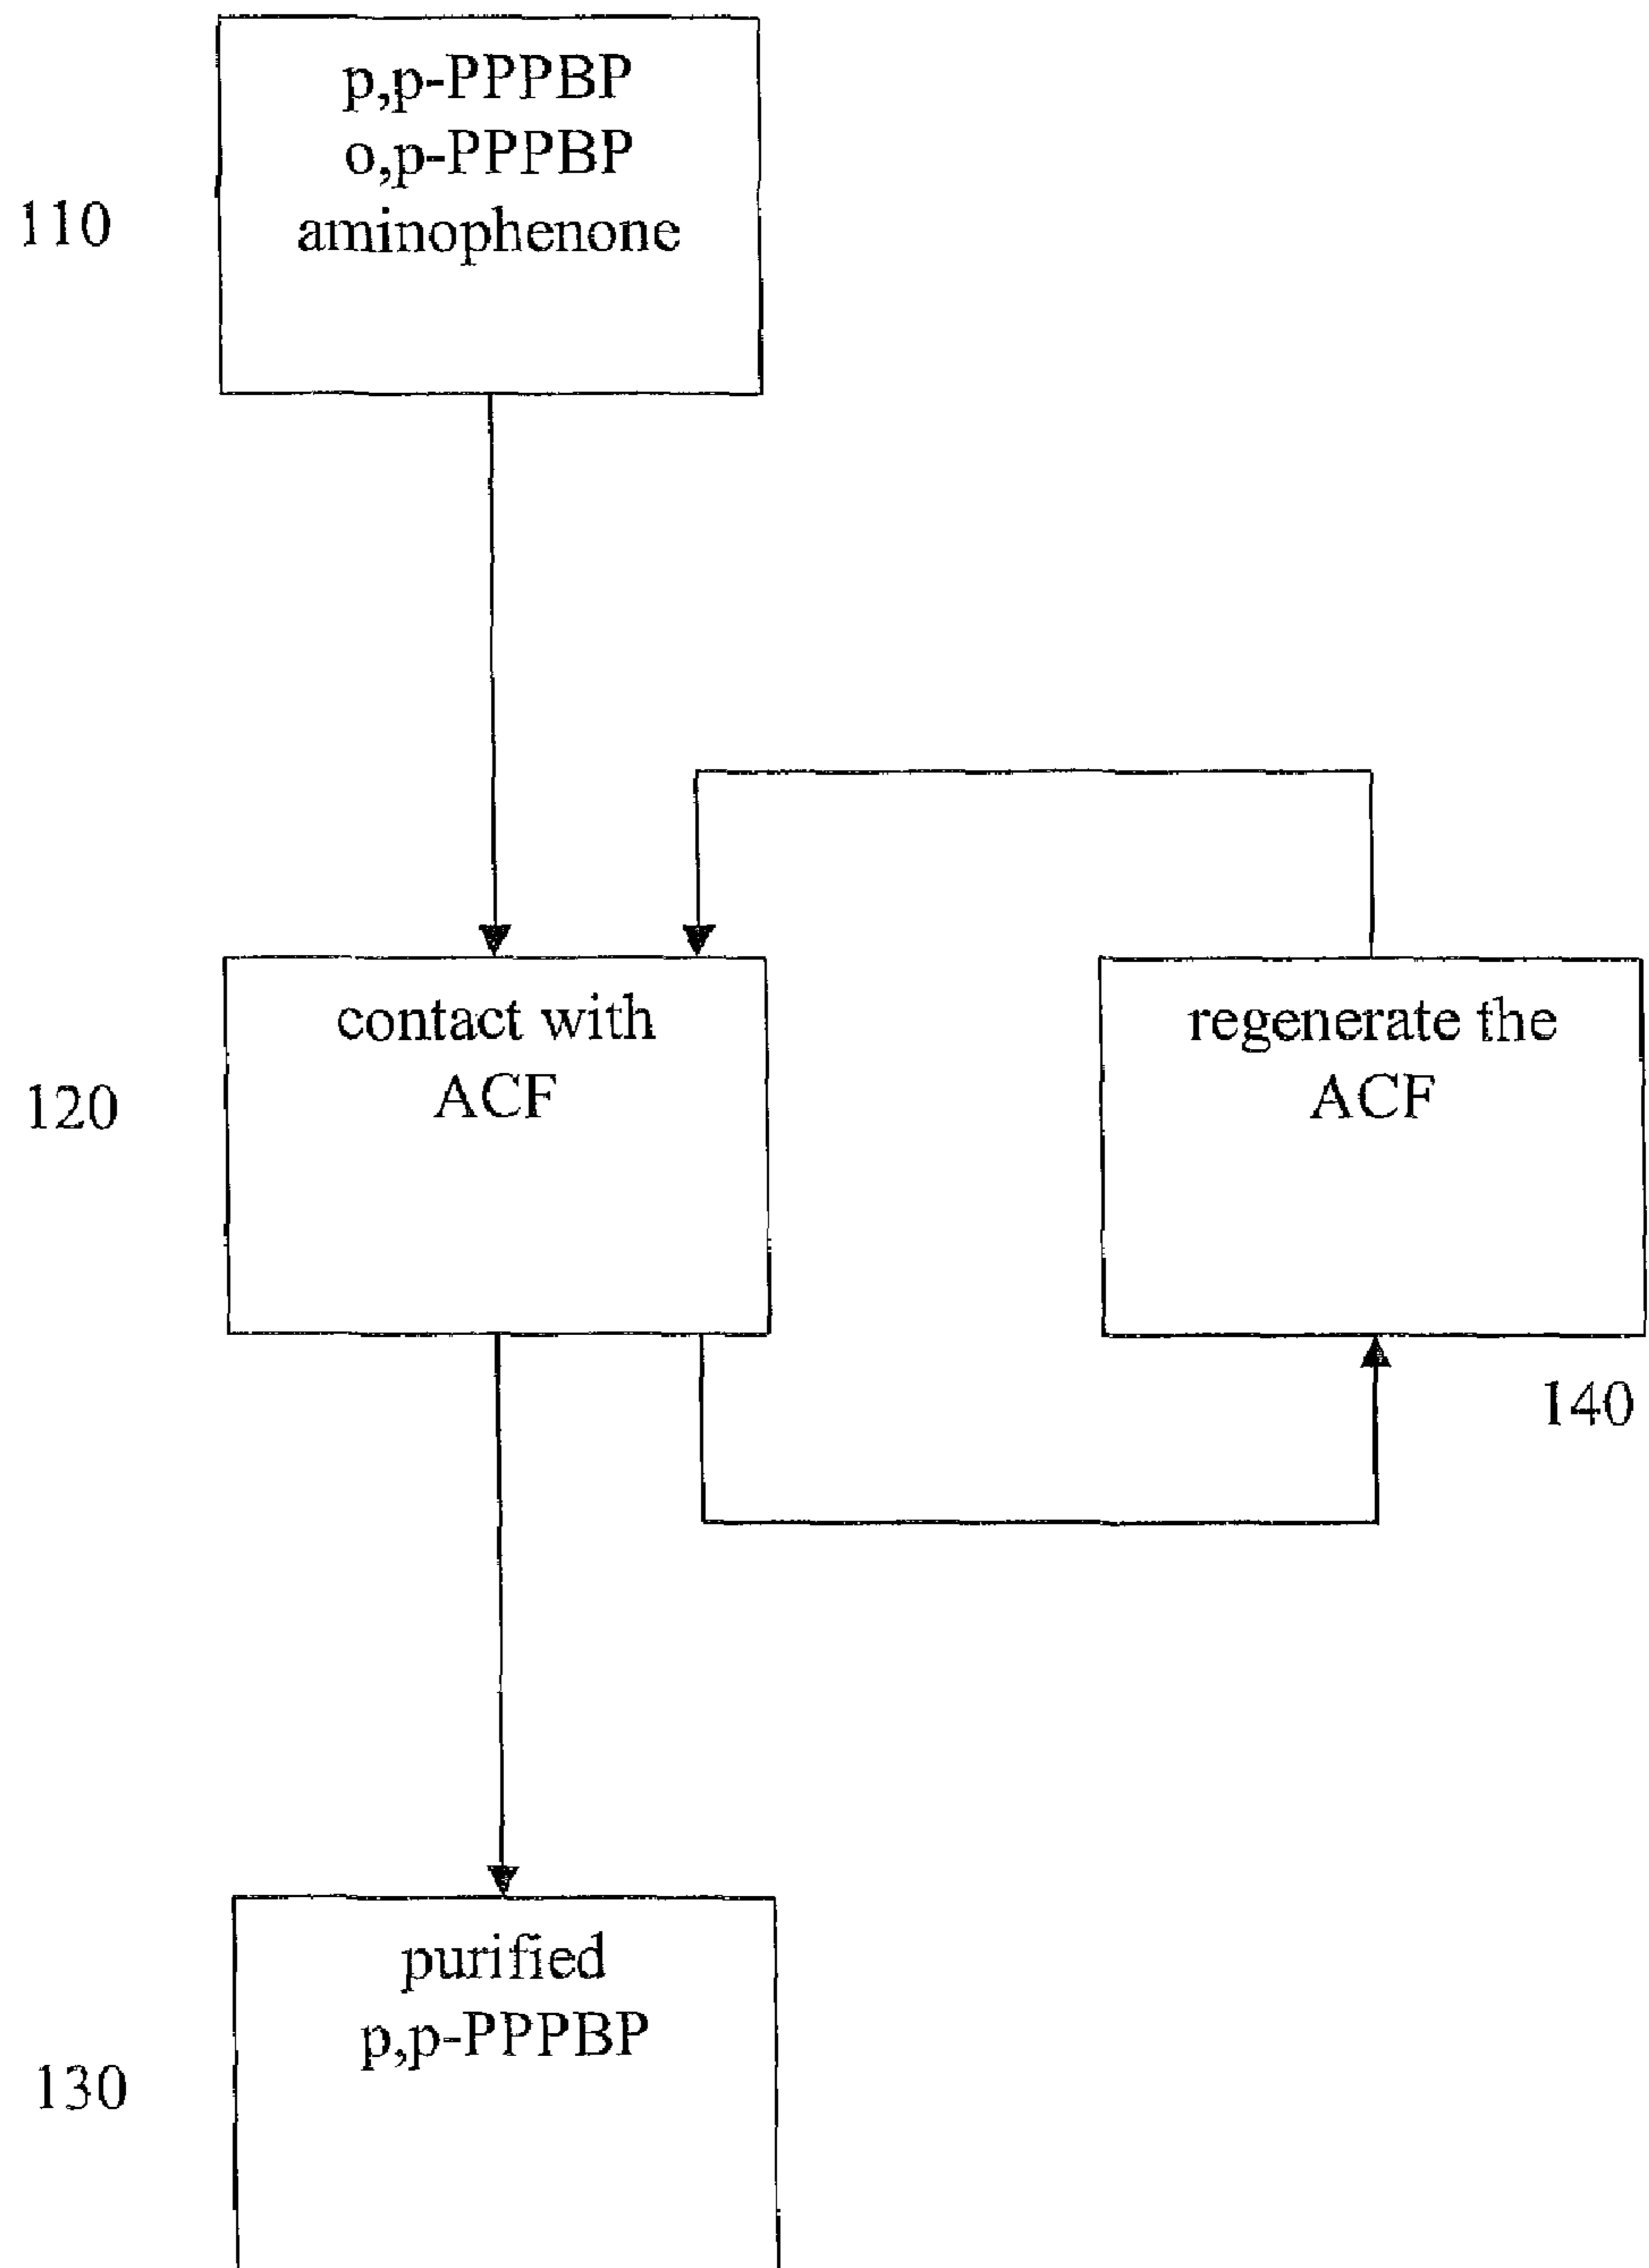 p,p-PPPBP
o,p-PPPBP
110
aminophenone
contact with
ACF
120
regenerate the
ACF
140
purified
p,p-PPPBP
130